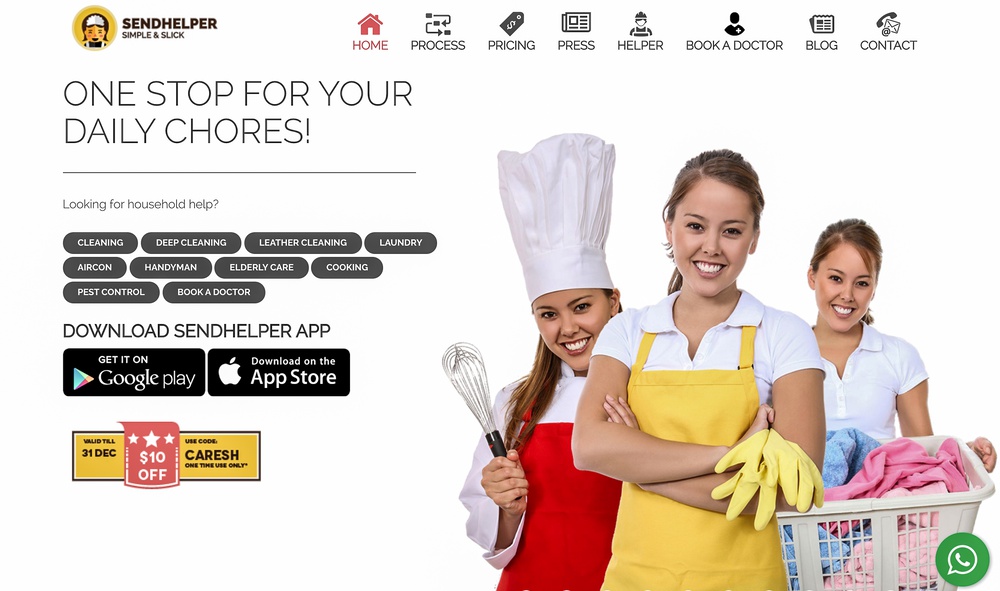 SENDHELPER
SIMPLE & SLICK
HOME
PROCESS
PRICING
PRESS
HELPER
BOOK A DOCTOR
BLOG
CONTACT
ONE STOP FOR YOUR
DAILY CHORES!
Looking for household help?
CLEANING
DEEP CLEANING
LEATHER CLEANING
LAUNDRY
AIRCON
HANDYMAN
ELDERLY CARE
COOKING
PEST CONTROL
BOOK A DOCTOR
DOWNLOAD SENDHELPER APP
GET IT ON
Google play
Download on the
App Store
VALID TILL
31 DEC
$10
OFF
USE CODE:
CARESH
ONE TIME USE ONLY*